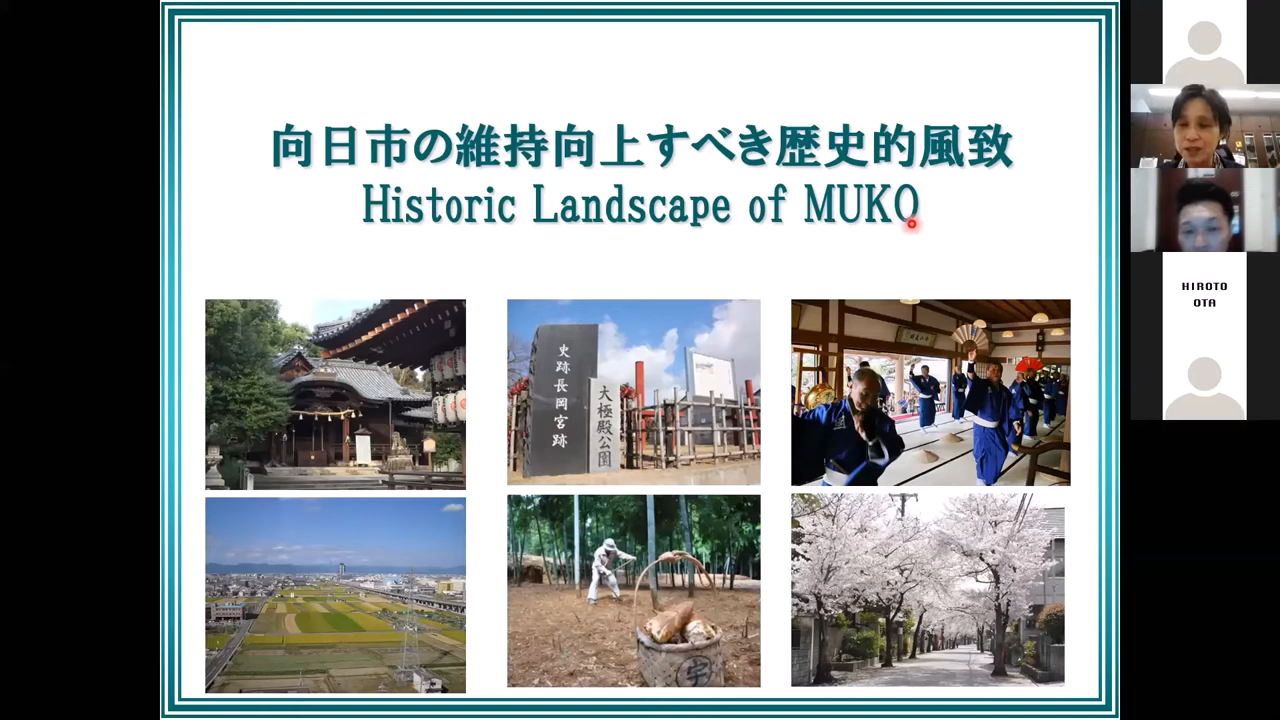 向日市の維持向上すべき歴史的風致
Historic Landscape of MUKO
史跡長岡宮跡
大極殿公園
宇
HIROTO
OTA